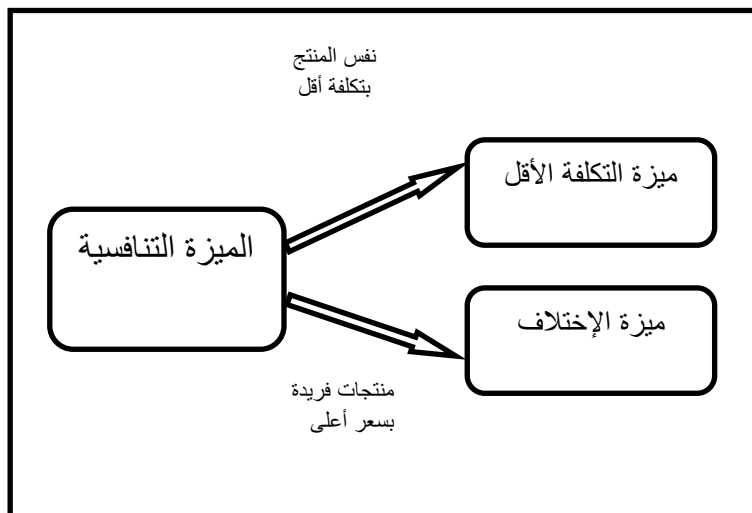 نفس المنتج
بتكلفة أقل
ميزة التكلفة الأقل
الميزة التنافسية
ميزة الإختلاف
منتجات فريدة
بسعر أعلى